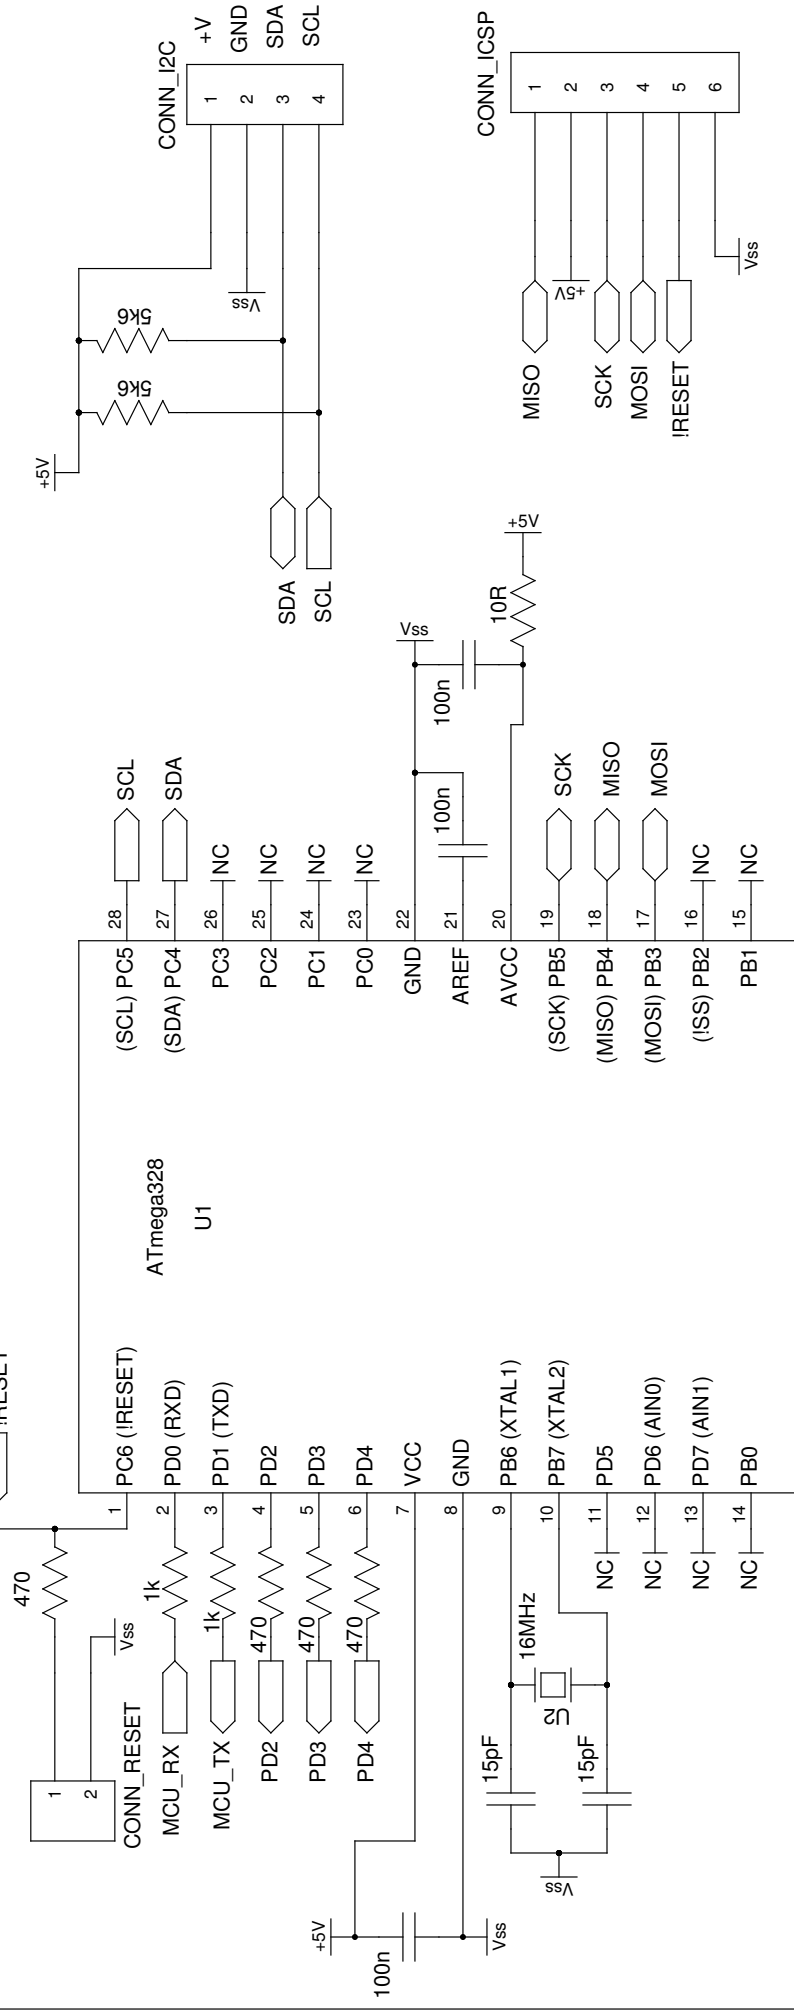 !RESET
470
1
2
CONN_RESET
Vss
MCU_RX
1k
MCU_TX
1k
PD2
470
PD3
470
PD4
470
+5V
100n
Vss
15pF
15pF
Vss
U2
16MHz
NC
NC
NC
NC
1 PC6 (!RESET)
2 PD0 (RXD)
3 PD1 (TXD)
4 PD2
5 PD3
6 PD4
7 VCC
8 GND
9 PB6 (XTAL1)
10 PB7 (XTAL2)
11 PD5
12 PD6 (AIN0)
13 PD7 (AIN1)
14 PB0
ATmega328
U1
(SCL) PC5 28 SCL
(SDA) PC4 27 SDA
PC3 26 NC
PC2 25 NC
PC1 24 NC
PC0 23 NC
GND 22
AREF 21
AVCC 20
(SCK) PB5 19 SCK
(MISO) PB4 18 MISO
(MOSI) PB3 17 MOSI
(!SS) PB2 16 NC
PB1 15 NC
100n
100n
Vss
10R
+5V
+5V
5k6
5k6
SDA
SCL
Vss
CONN_I2C
1 +V
2 GND
3 SDA
4 SCL
CONN_ICSP
MISO 1
+5V 2
SCK 3
MOSI 4
!RESET 5
Vss 6